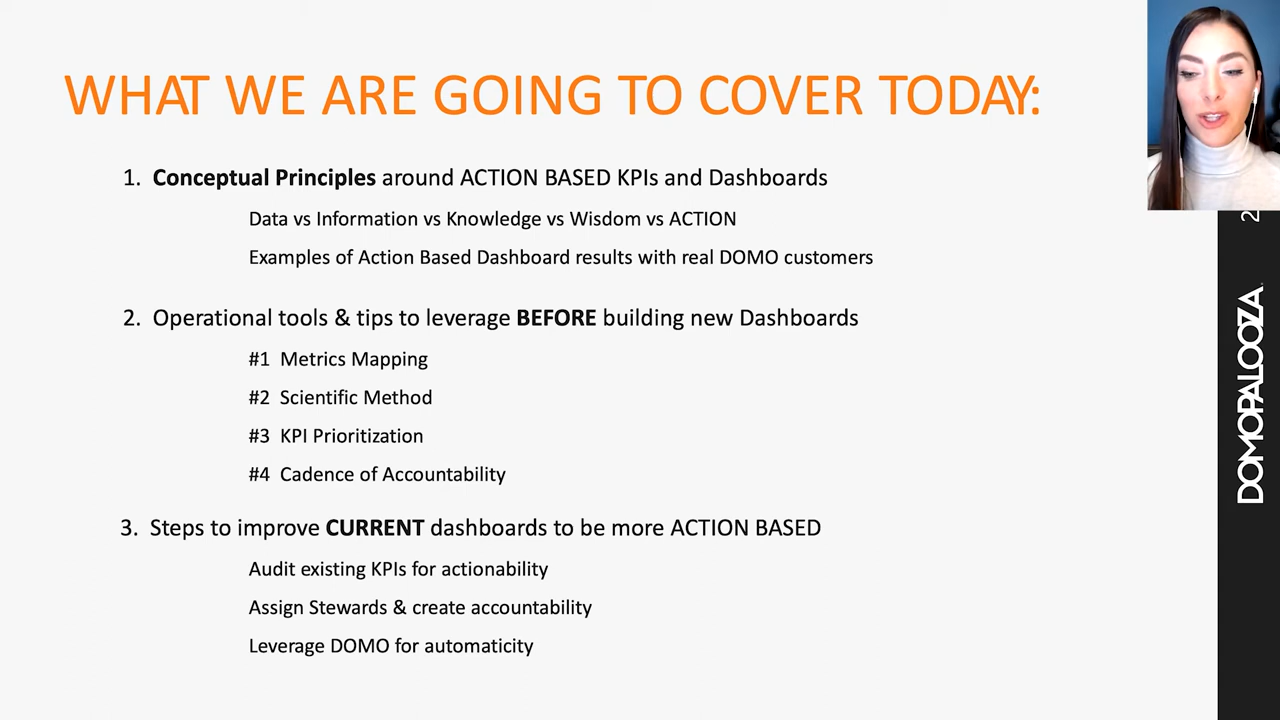 WHAT WE ARE GOING TO COVER TODAY:
1. Conceptual Principles around ACTION BASED KPIs and Dashboards
Data vs Information vs Knowledge vs Wisdom vs ACTION
Examples of Action Based Dashboard results with real DOMO customers
2. Operational tools & tips to leverage BEFORE building new Dashboards
#1 Metrics Mapping
#2 Scientific Method
#3 KPI Prioritization
#4 Cadence of Accountability
3. Steps to improve CURRENT dashboards to be more ACTION BASED
Audit existing KPIs for actionability
Assign Stewards & create accountability
Leverage DOMO for automaticity
DOMOPALOOZA